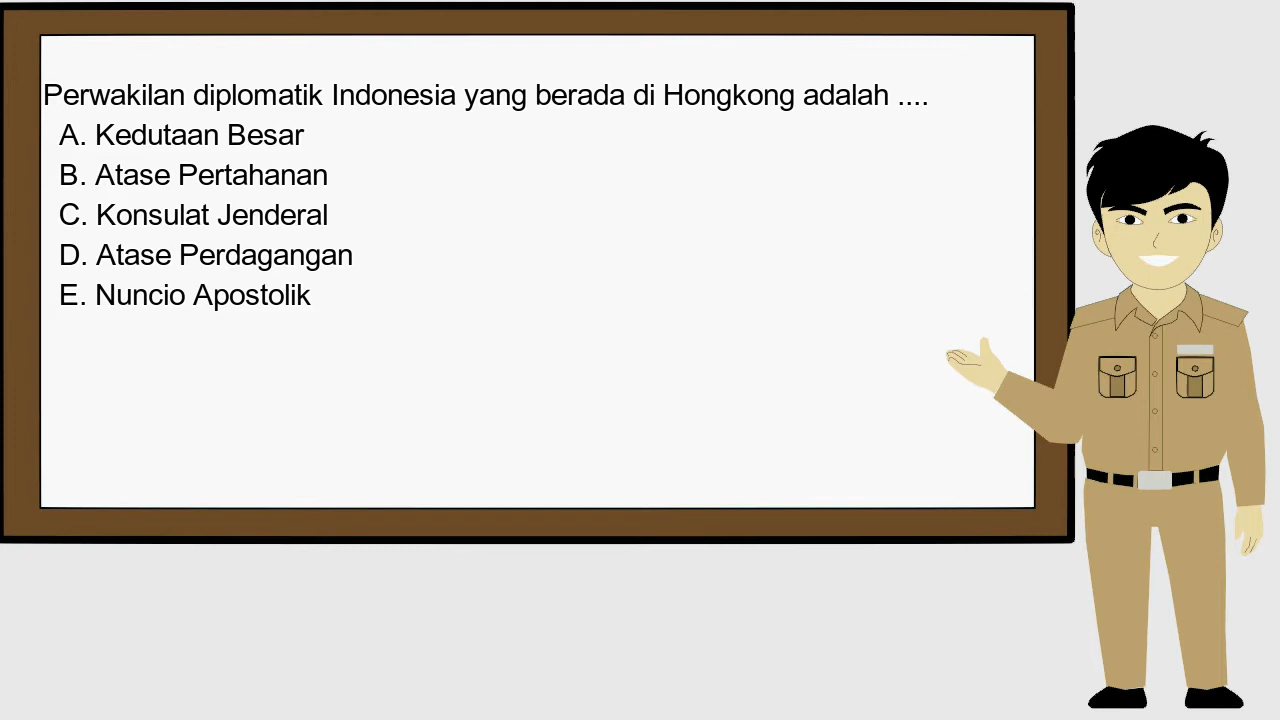 Perwakilan diplomatik Indonesia yang berada di Hongkong adalah ....
A. Kedutaan Besar
B. Atase Pertahanan
C. Konsulat Jenderal
D. Atase Perdagangan
E. Nuncio Apostolik